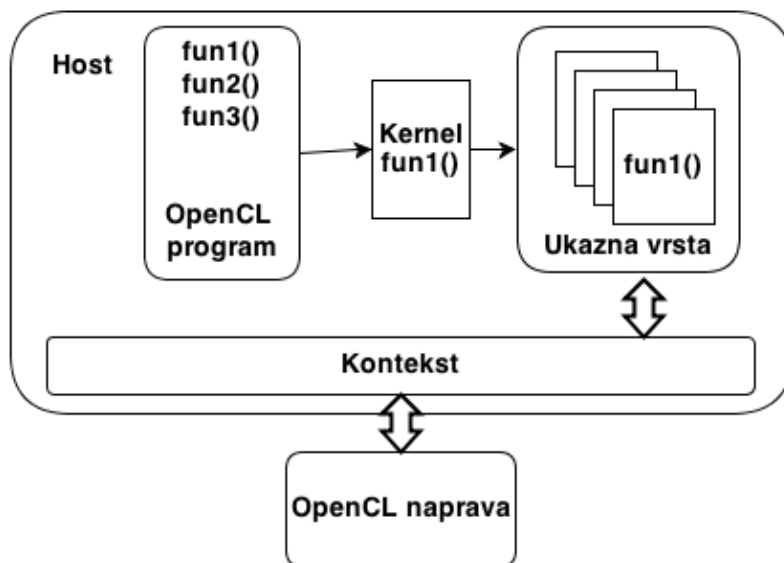 Host
fun1()
fun2()
fun3()
OpenCL
program
Kernel
fun1()
fun1()
Ukazna vrsta
Kontekst
OpenCL naprava